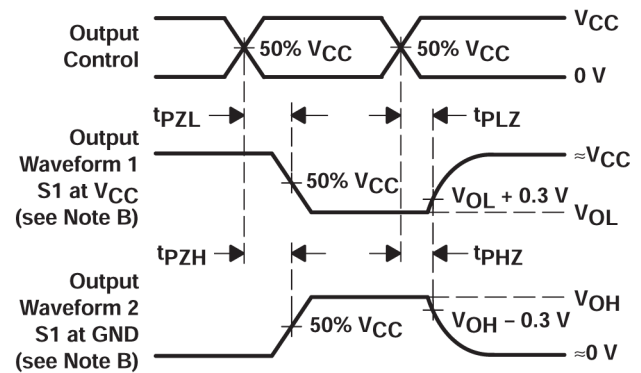 VCC
Output
Control
50% VCC
50% VCC
0 V
tPZL
tPLZ
Output
Waveform 1
S1 at VCC
(see Note B)
50% VCC
≈VCC
VOL + 0.3 V
VOL
tPZH
tPHZ
Output
Waveform 2
S1 at GND
(see Note B)
50% VCC
VOH
VOH – 0.3 V
≈0 V